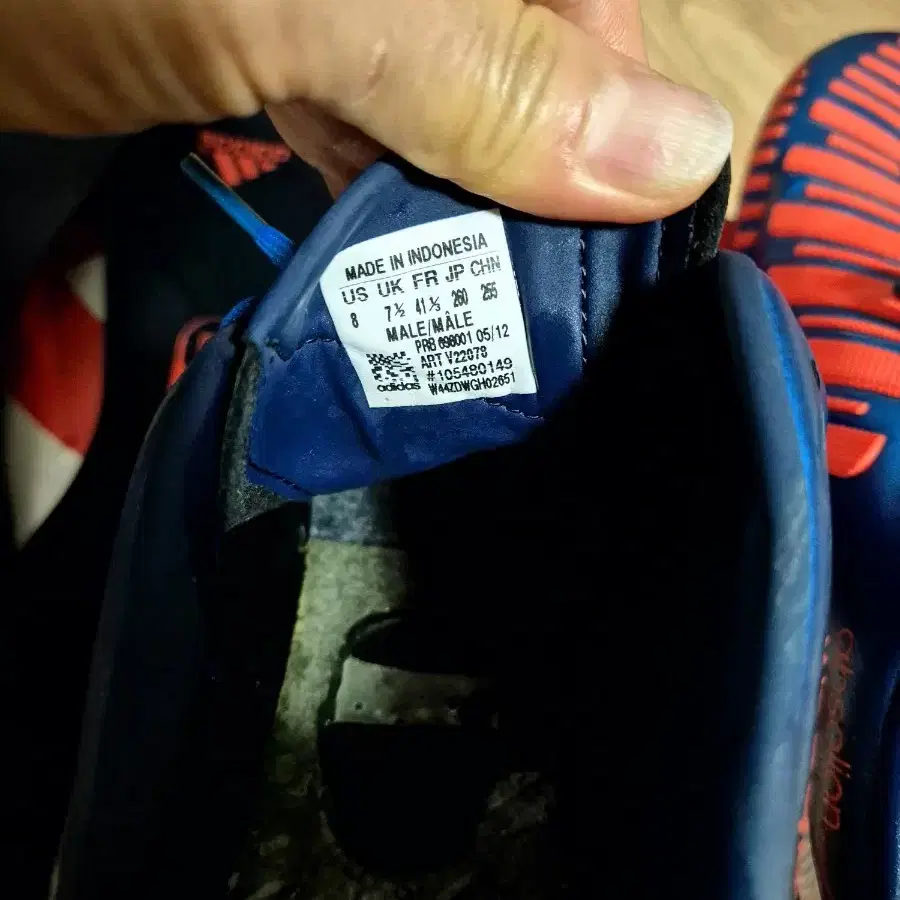 MADE IN INDONESIA
US UK FR JP CHN
8 7½ 41⅓ 260 255
MALE/MÂLE
PRB 698001 05/12
ART V22078
#105480149
adidas W44ZDWGH02651